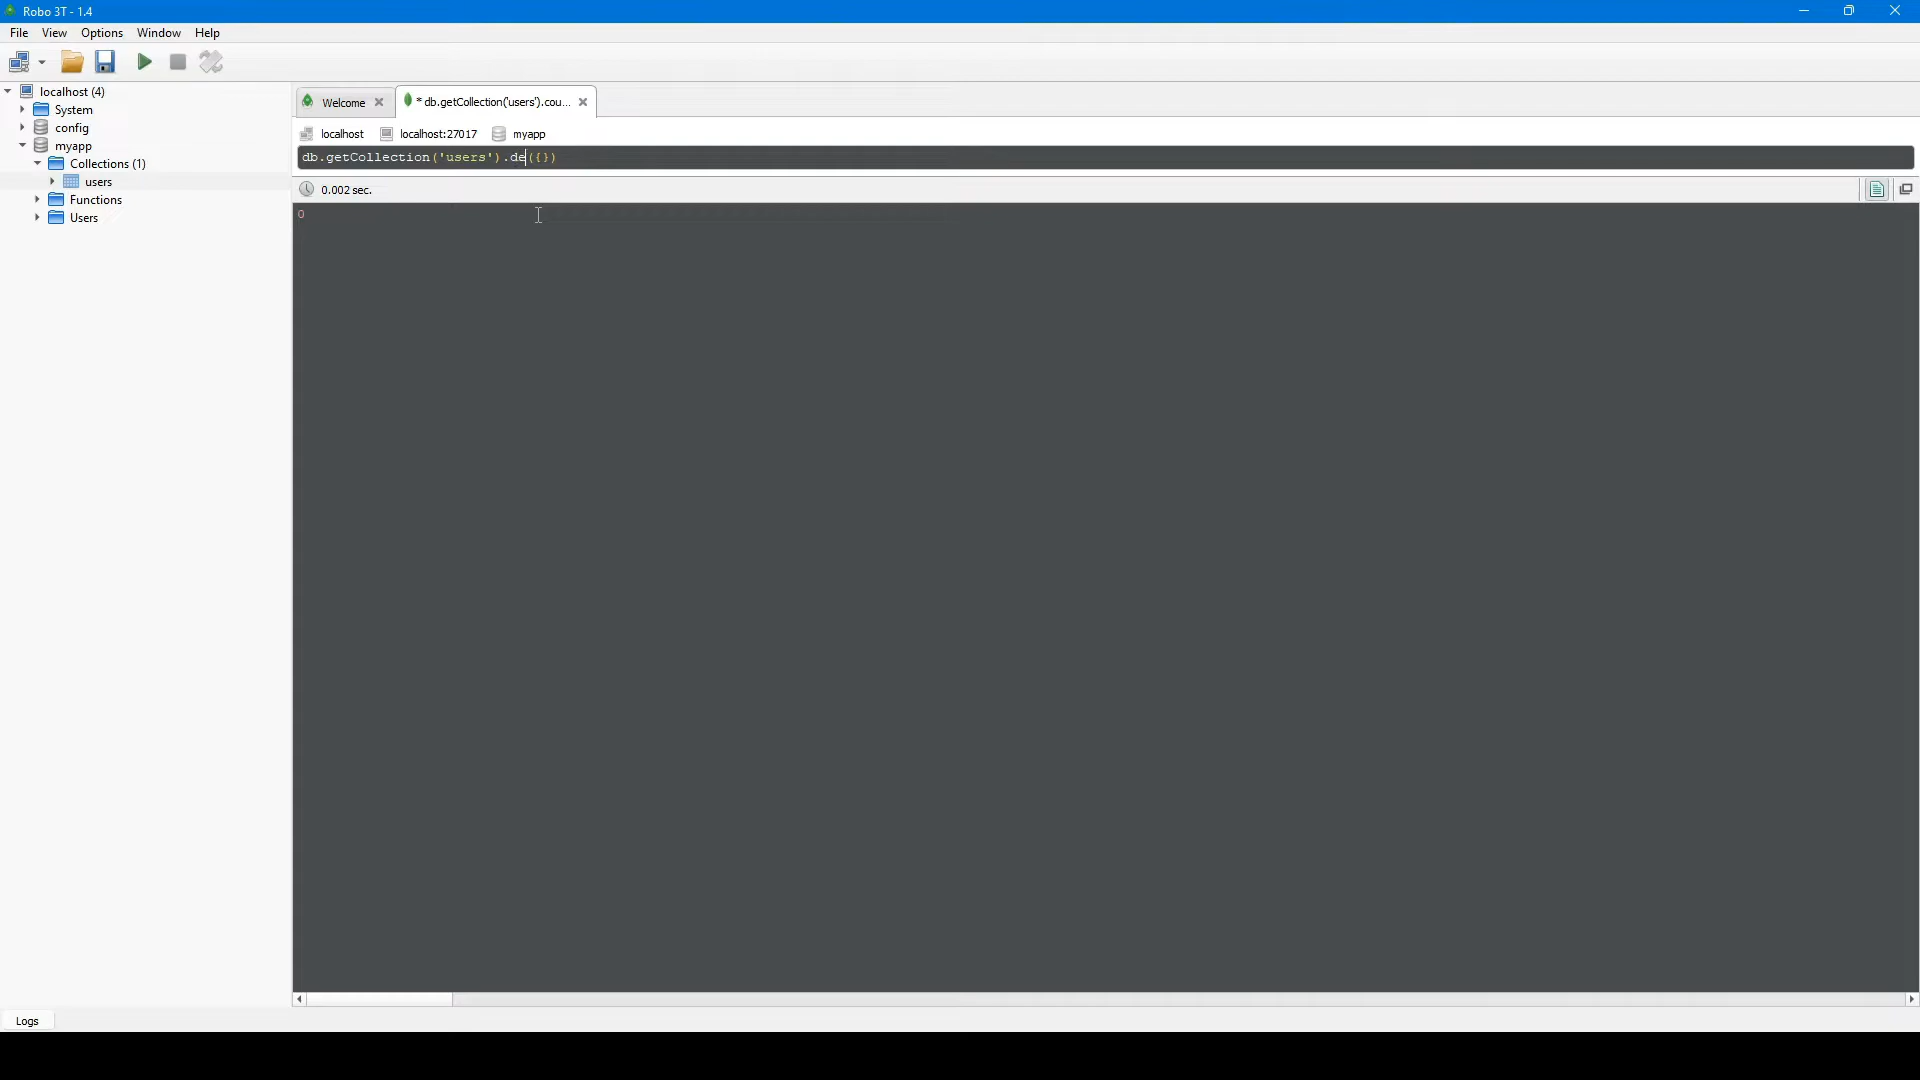 Robo 3T - 1.4
File View Options Window Help
localhost (4)
System
config
myapp
Collections (1)
users
Functions
Users
Welcome
* db.getCollection('users').cou...
localhost localhost:27017 myapp
db.getCollection('users').de({})
0.002 sec.
0
Logs